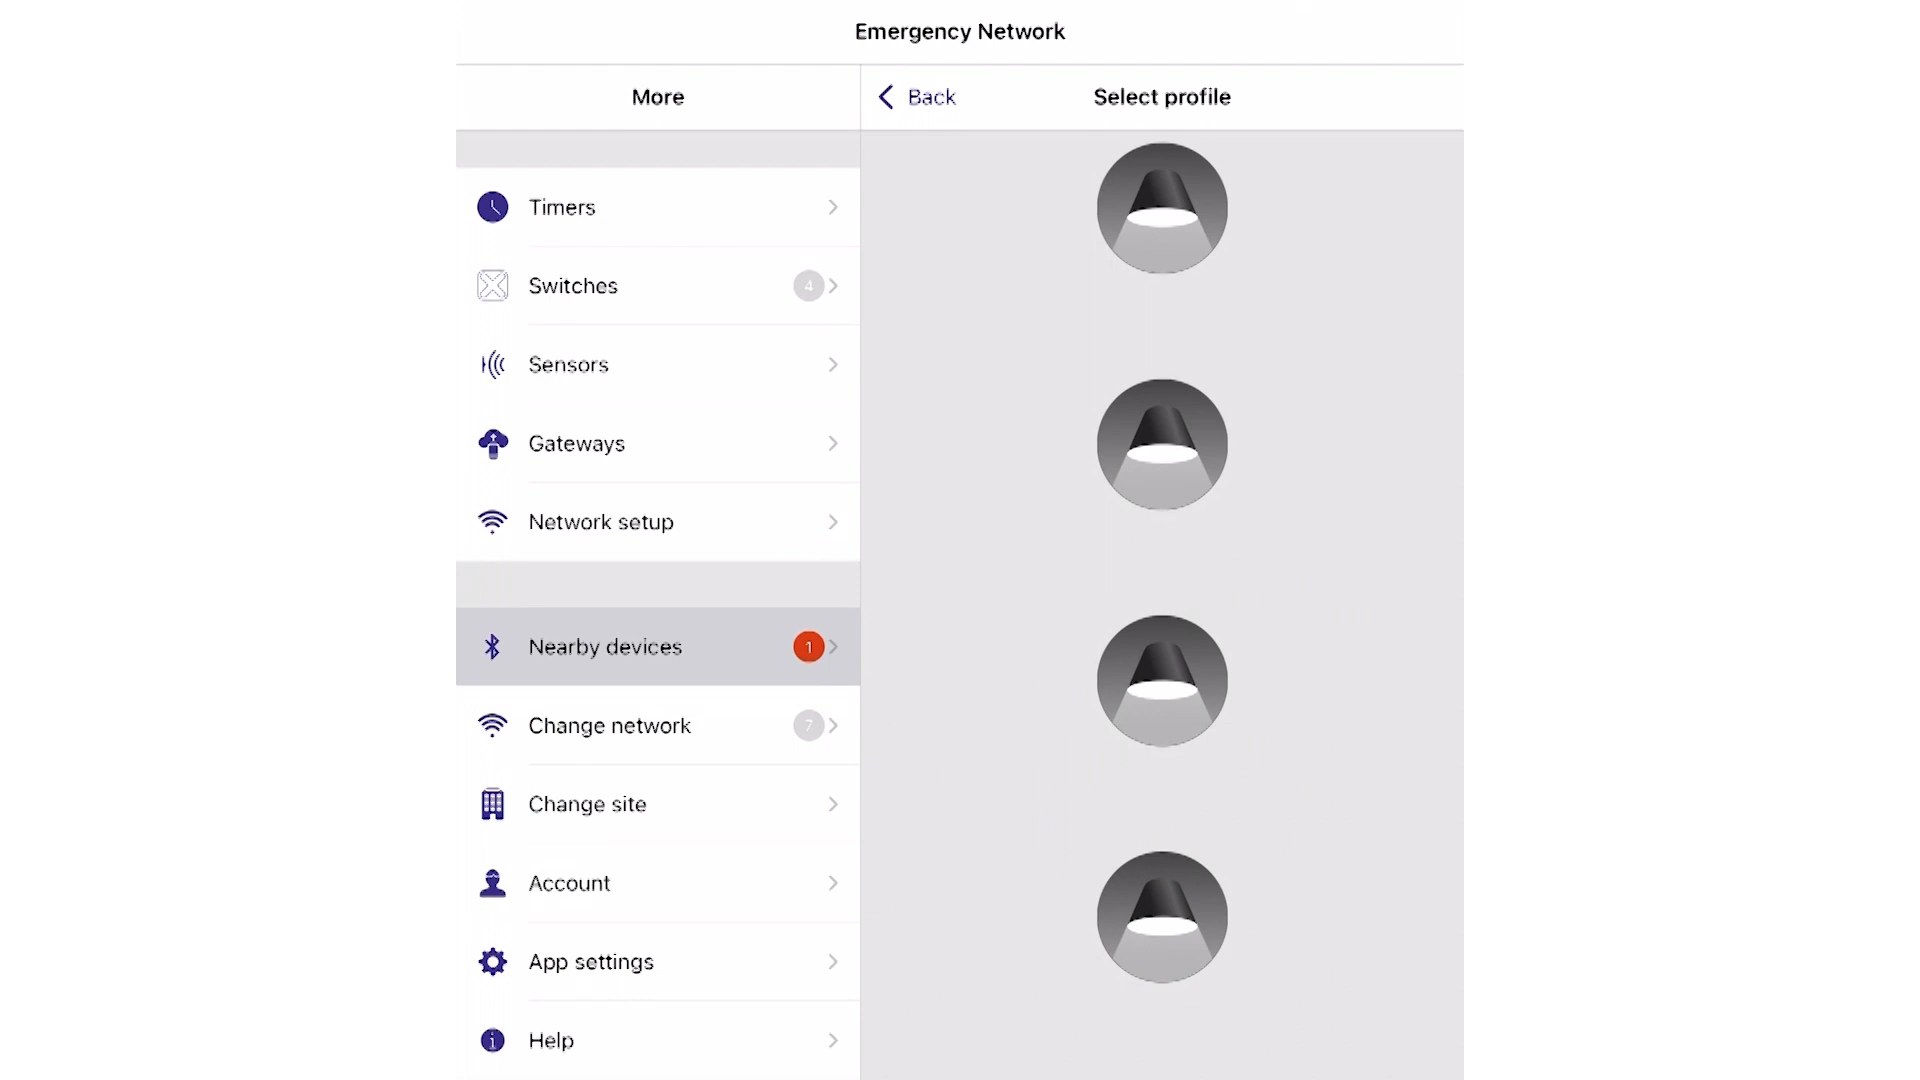 Emergency Network
More
Back
Select profile
Timers
Switches
4
Sensors
Gateways
Network setup
Nearby devices
1
Change network
7
Change site
Account
App settings
Help